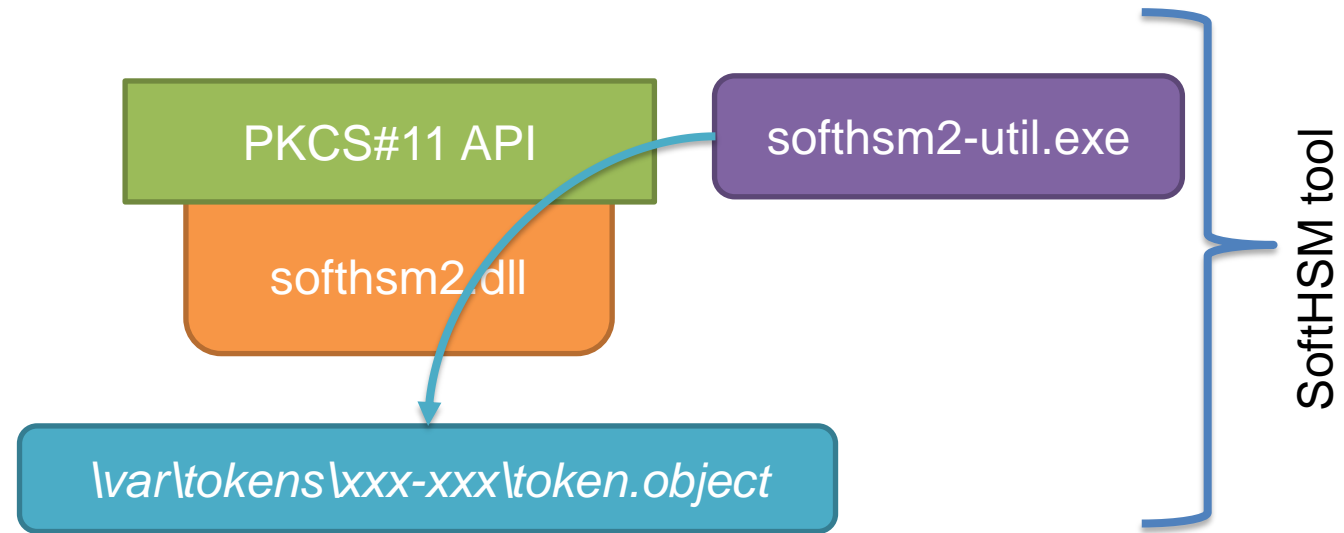 PKCS#11 API
softhsm2-util.exe
softhsm2.dll
\var\tokens\xxx-xxx\token.object
SoftHSM tool